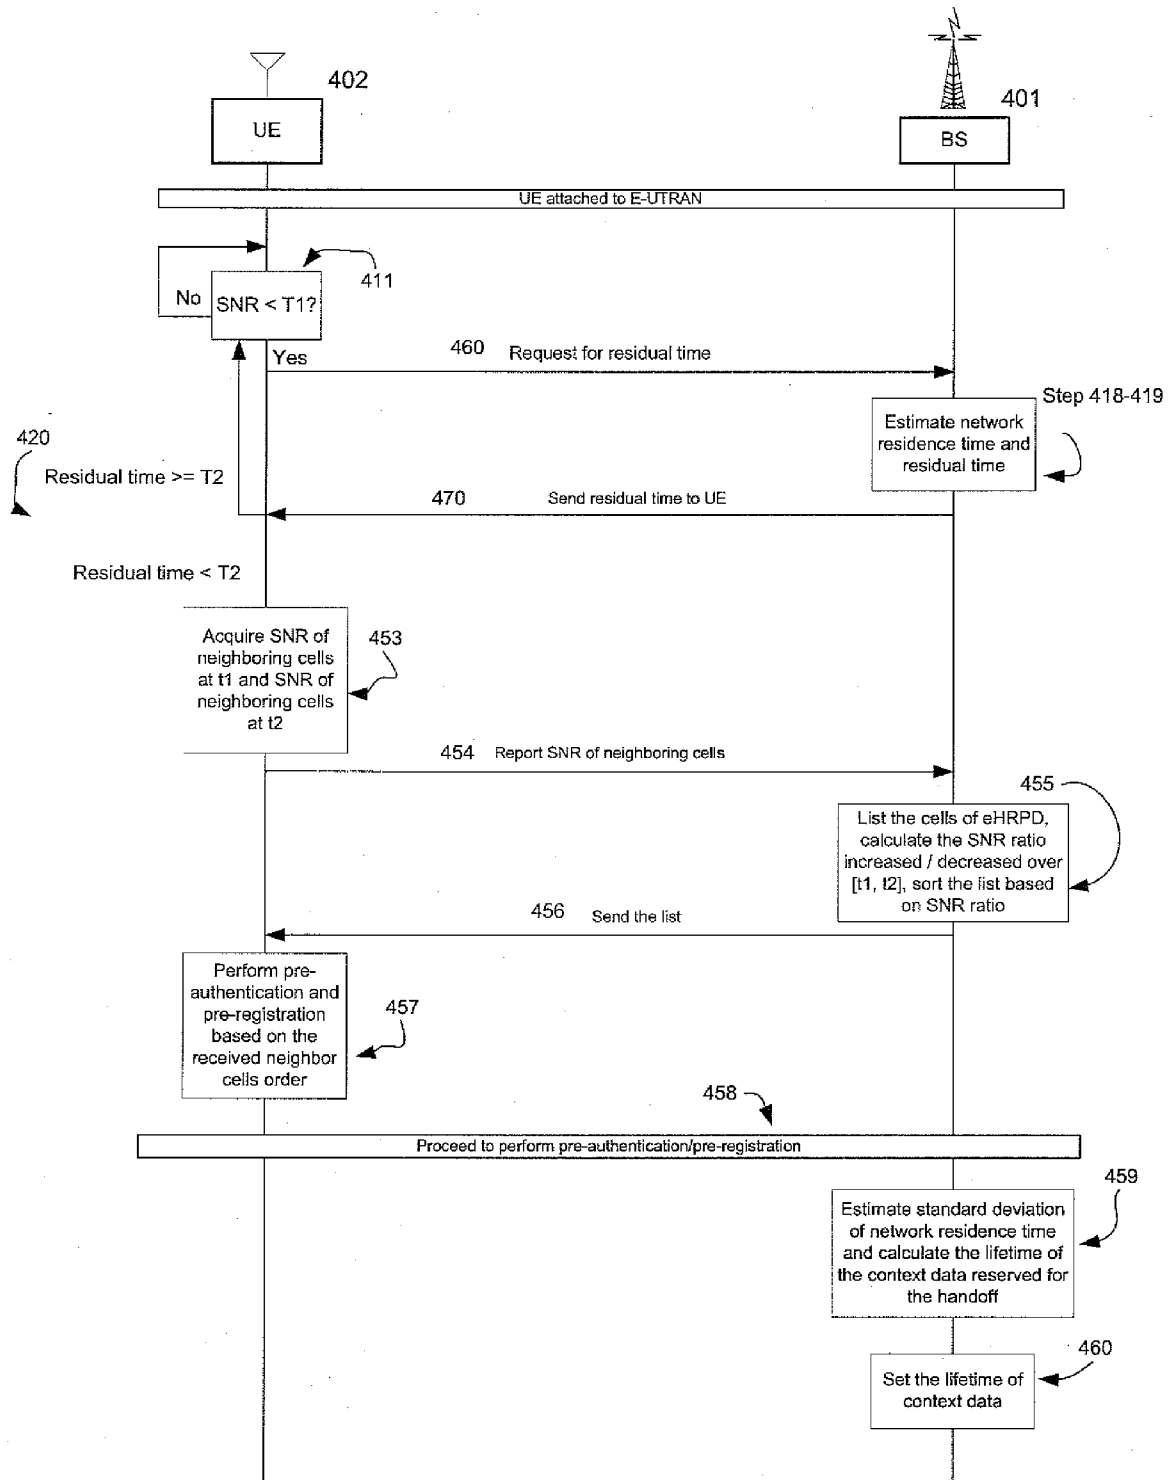 402
UE
401
BS
UE attached to E-UTRAN
411
No
SNR < T1?
Yes
460
Request for residual time
Step 418-419
Estimate network
residence time and
residual time
420
Residual time >= T2
470
Send residual time to UE
Residual time < T2
Acquire SNR of
neighboring cells
at t1 and SNR of
neighboring cells
at t2
453
454
Report SNR of neighboring cells
455
List the cells of eHRPD,
calculate the SNR ratio
increased / decreased over
[t1, t2], sort the list based
on SNR ratio
456
Send the list
Perform pre-
authentication and
pre-registration
based on the
received neighbor
cells order
457
458
Proceed to perform pre-authentication/pre-registration
459
Estimate standard deviation
of network residence time
and calculate the lifetime of
the context data reserved for
the handoff
460
Set the lifetime of
context data